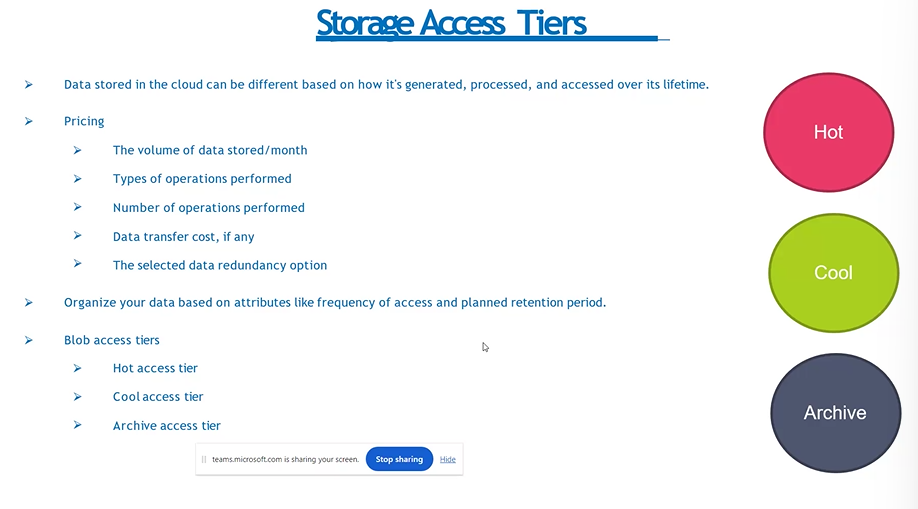 Storage Access Tiers
Data stored in the cloud can be different based on how it's generated, processed, and accessed over its lifetime.
Pricing
The volume of data stored/month
Types of operations performed
Number of operations performed
Data transfer cost, if any
The selected data redundancy option
Organize your data based on attributes like frequency of access and planned retention period.
Blob access tiers
Hot access tier
Cool access tier
Archive access tier
Hot
Cool
Archive
teams.microsoft.com is sharing your screen. Stop sharing Hide